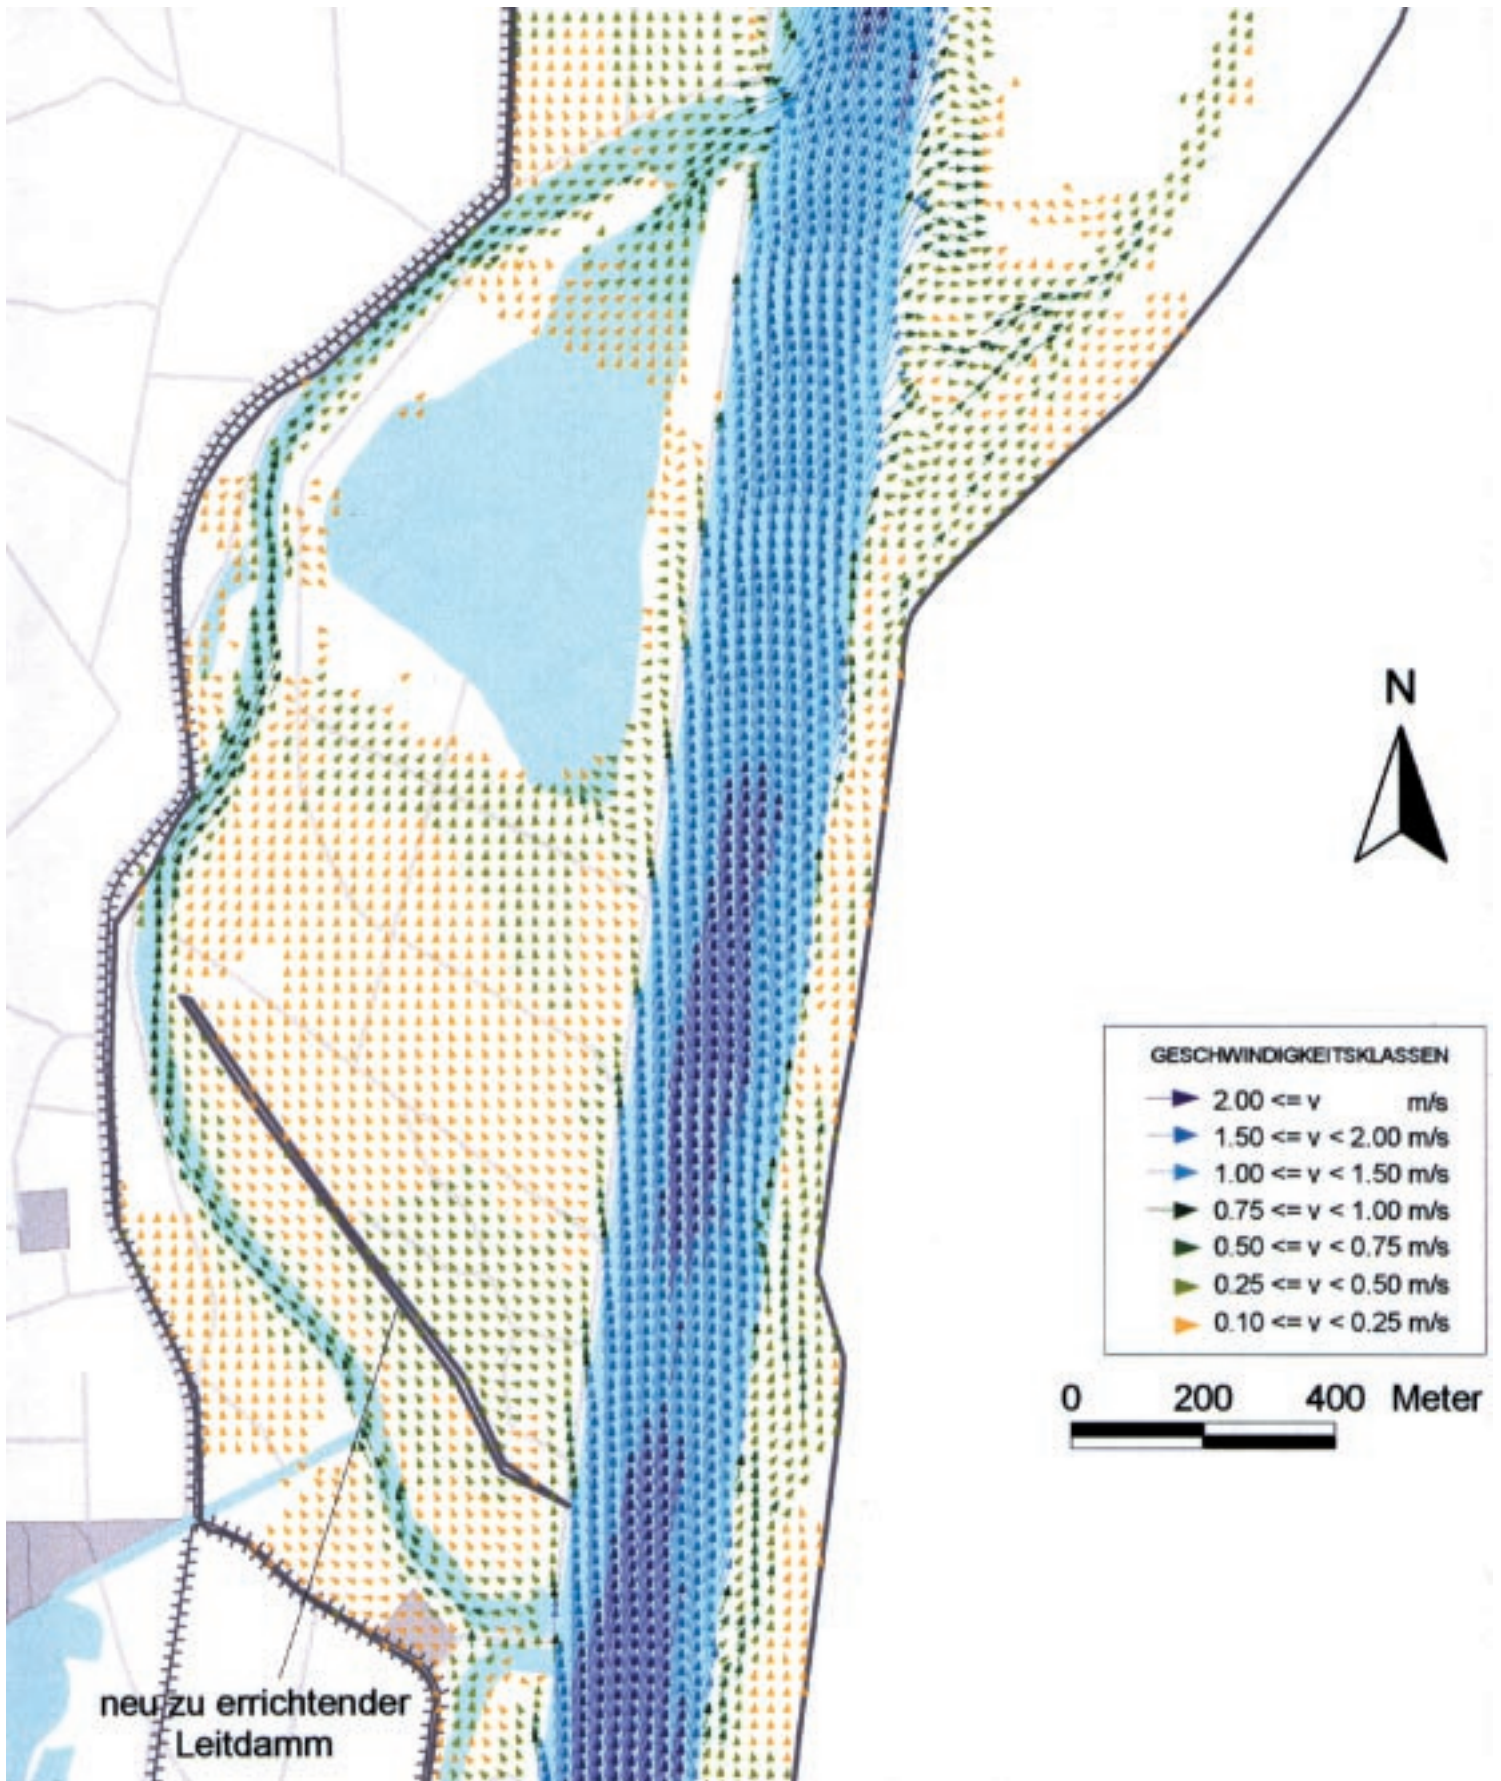 N
GESCHWINDIGKEITSKLASSEN
2.00 <= v m/s
1.50 <= v < 2.00 m/s
1.00 <= v < 1.50 m/s
0.75 <= v < 1.00 m/s
0.50 <= v < 0.75 m/s
0.25 <= v < 0.50 m/s
0.10 <= v < 0.25 m/s
0 200 400 Meter
neu zu errichtender
Leitdamm